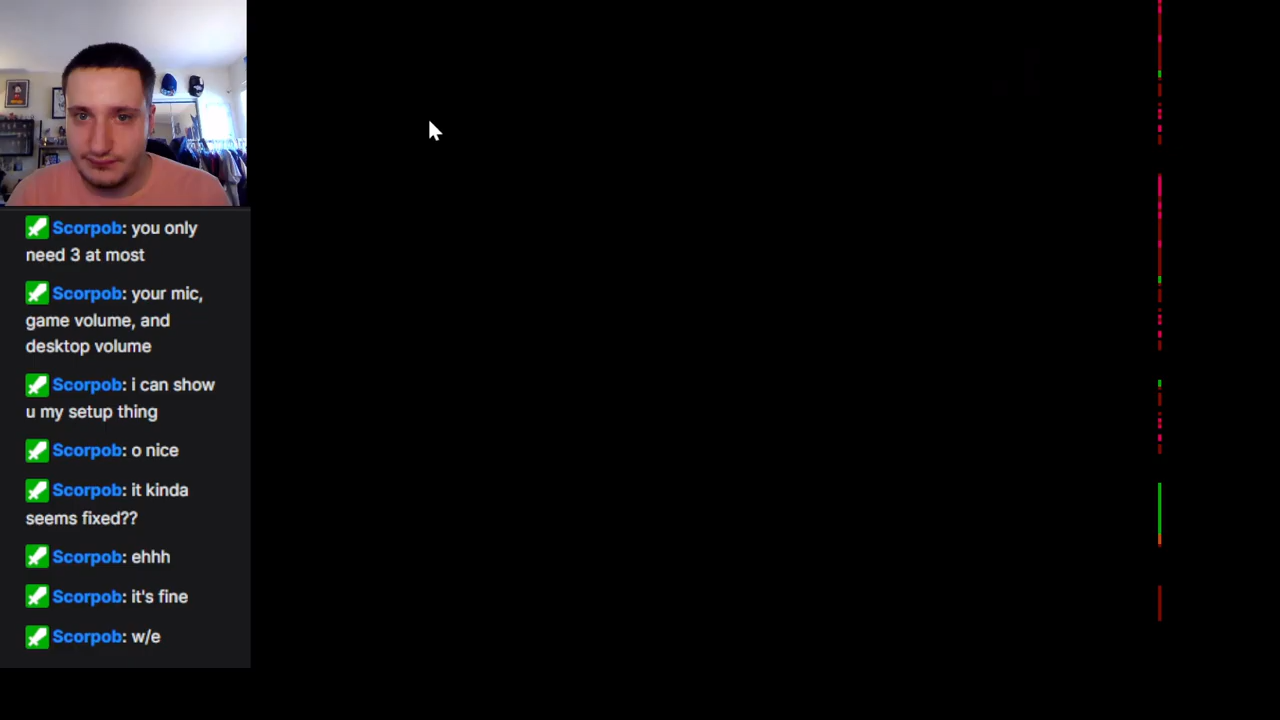 Scorpob: you only
need 3 at most
Scorpob: your mic,
game volume, and
desktop volume
Scorpob: i can show
u my setup thing
Scorpob: o nice
Scorpob: it kinda
seems fixed??
Scorpob: ehhh
Scorpob: it's fine
Scorpob: w/e